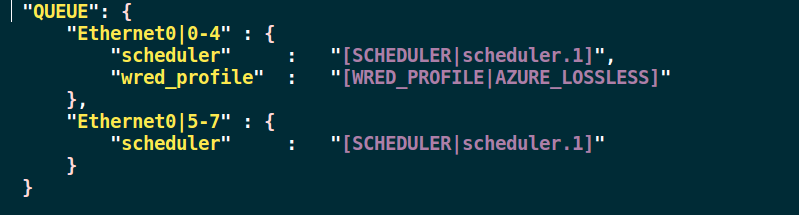 "QUEUE": {
    "Ethernet0|0-4" : {
        "scheduler"     :   "[SCHEDULER|scheduler.1]",
        "wred_profile"  :   "[WRED_PROFILE|AZURE_LOSSLESS]"
    },
    "Ethernet0|5-7" : {
        "scheduler"     :   "[SCHEDULER|scheduler.1]"
    }
}